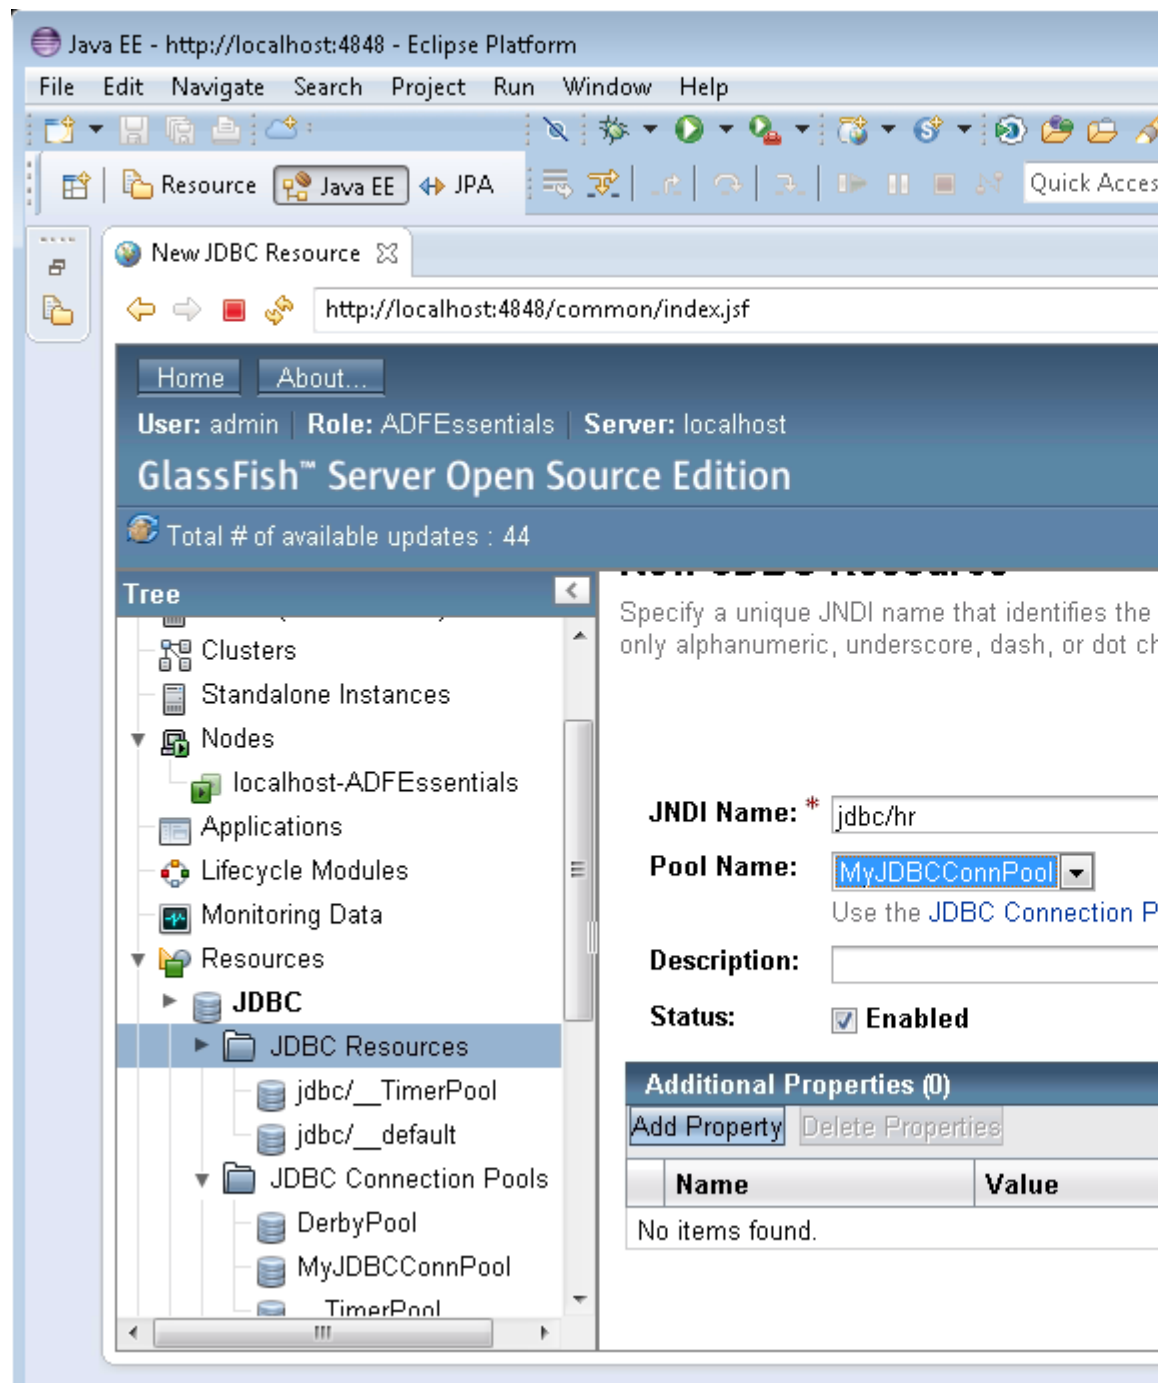 Java EE - http://localhost:4848 - Eclipse Platform
File Edit Navigate Search Project Run Window Help
Resource Java EE JPA Quick Acces
New JDBC Resource
http://localhost:4848/common/index.jsf
Home About...
User: admin | Role: ADFEssentials | Server: localhost
GlassFish™ Server Open Source Edition
Total # of available updates : 44
Tree
Clusters
Standalone Instances
Nodes
localhost-ADFEssentials
Applications
Lifecycle Modules
Monitoring Data
Resources
JDBC
JDBC Resources
jdbc/__TimerPool
jdbc/__default
JDBC Connection Pools
DerbyPool
MyJDBCConnPool
__TimerPool
New JDBC Resource
Specify a unique JNDI name that identifies the
only alphanumeric, underscore, dash, or dot ch
JNDI Name: * jdbc/hr
Pool Name: MyJDBCConnPool
Use the JDBC Connection P
Description:
Status: Enabled
Additional Properties (0)
Add Property Delete Properties
Name Value
No items found.